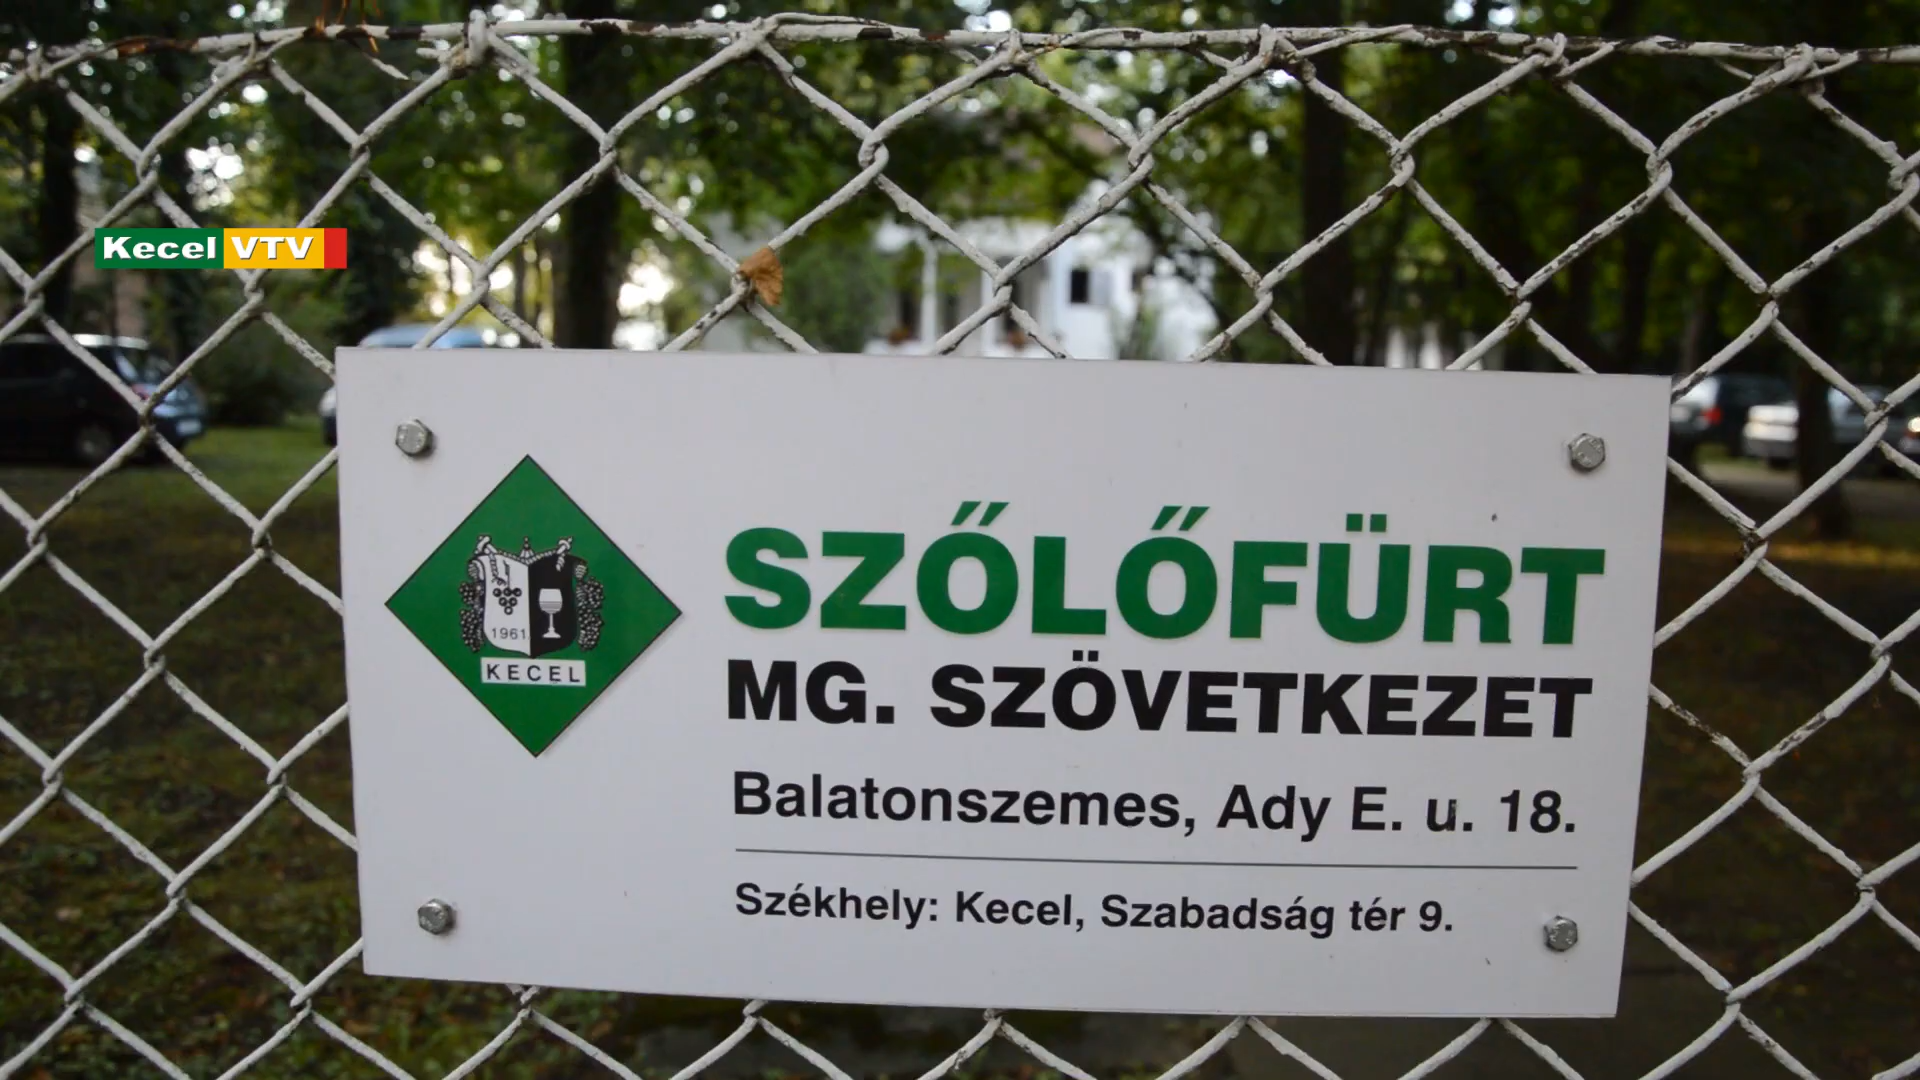 Kecel VTV
1961
KECEL
SZŐLŐFÜRT
MG. SZÖVETKEZET
Balatonszemes, Ady E. u. 18.
Székhely: Kecel, Szabadság tér 9.